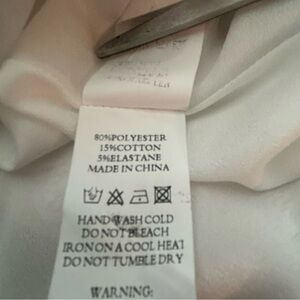 80%POLYESTER
15%COTTON
5%ELASTANE
MADE IN CHINA
HAND WASH COLD
DO NOT BLEACH
IRON ON A COOL HEAT
DO NOT TUMBLE DRY
WARNING: